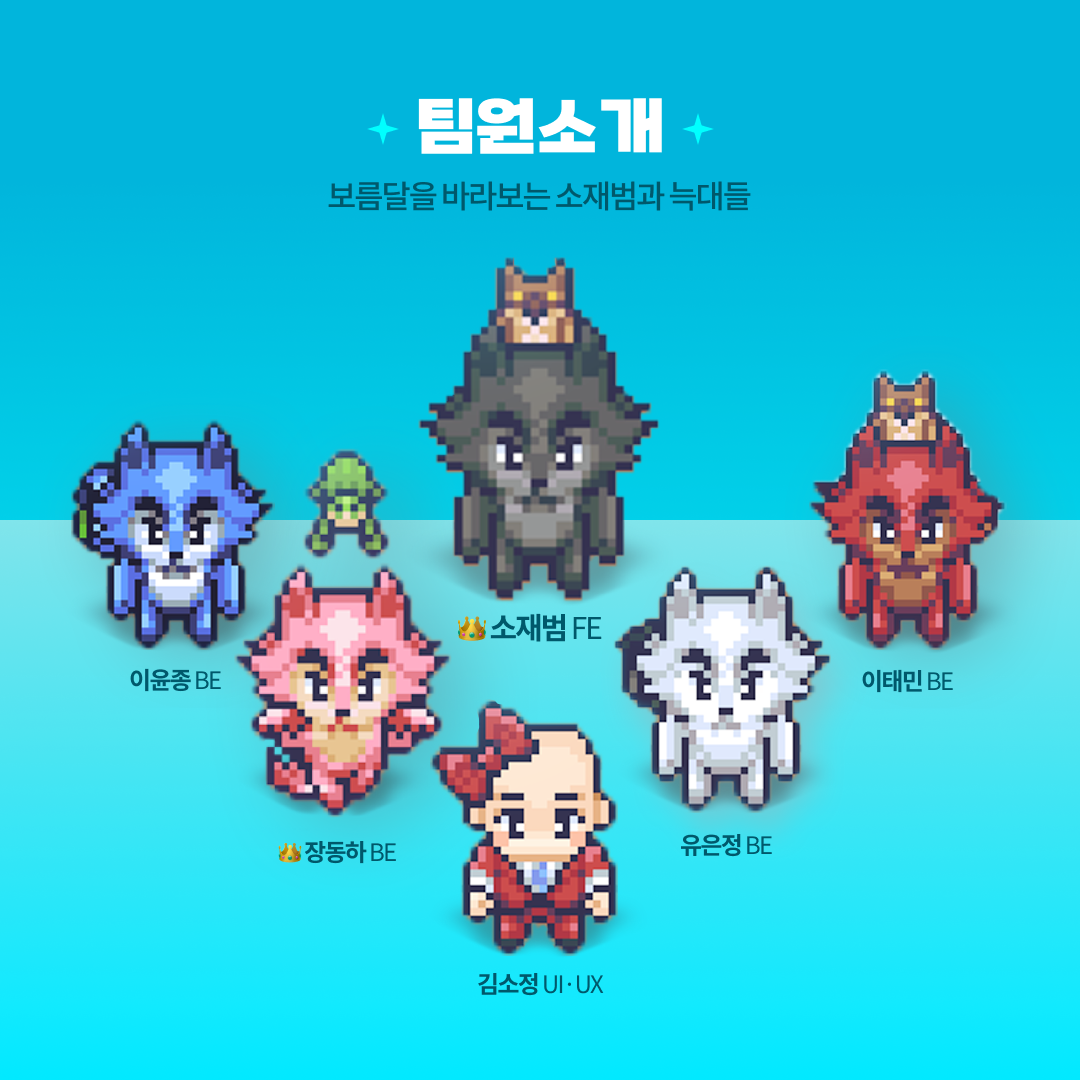 팀원소개
보름달을 바라보는 소재범과 늑대들
소재범 FE
이윤종 BE
이태민 BE
장동하 BE
유은정 BE
김소정 UI · UX